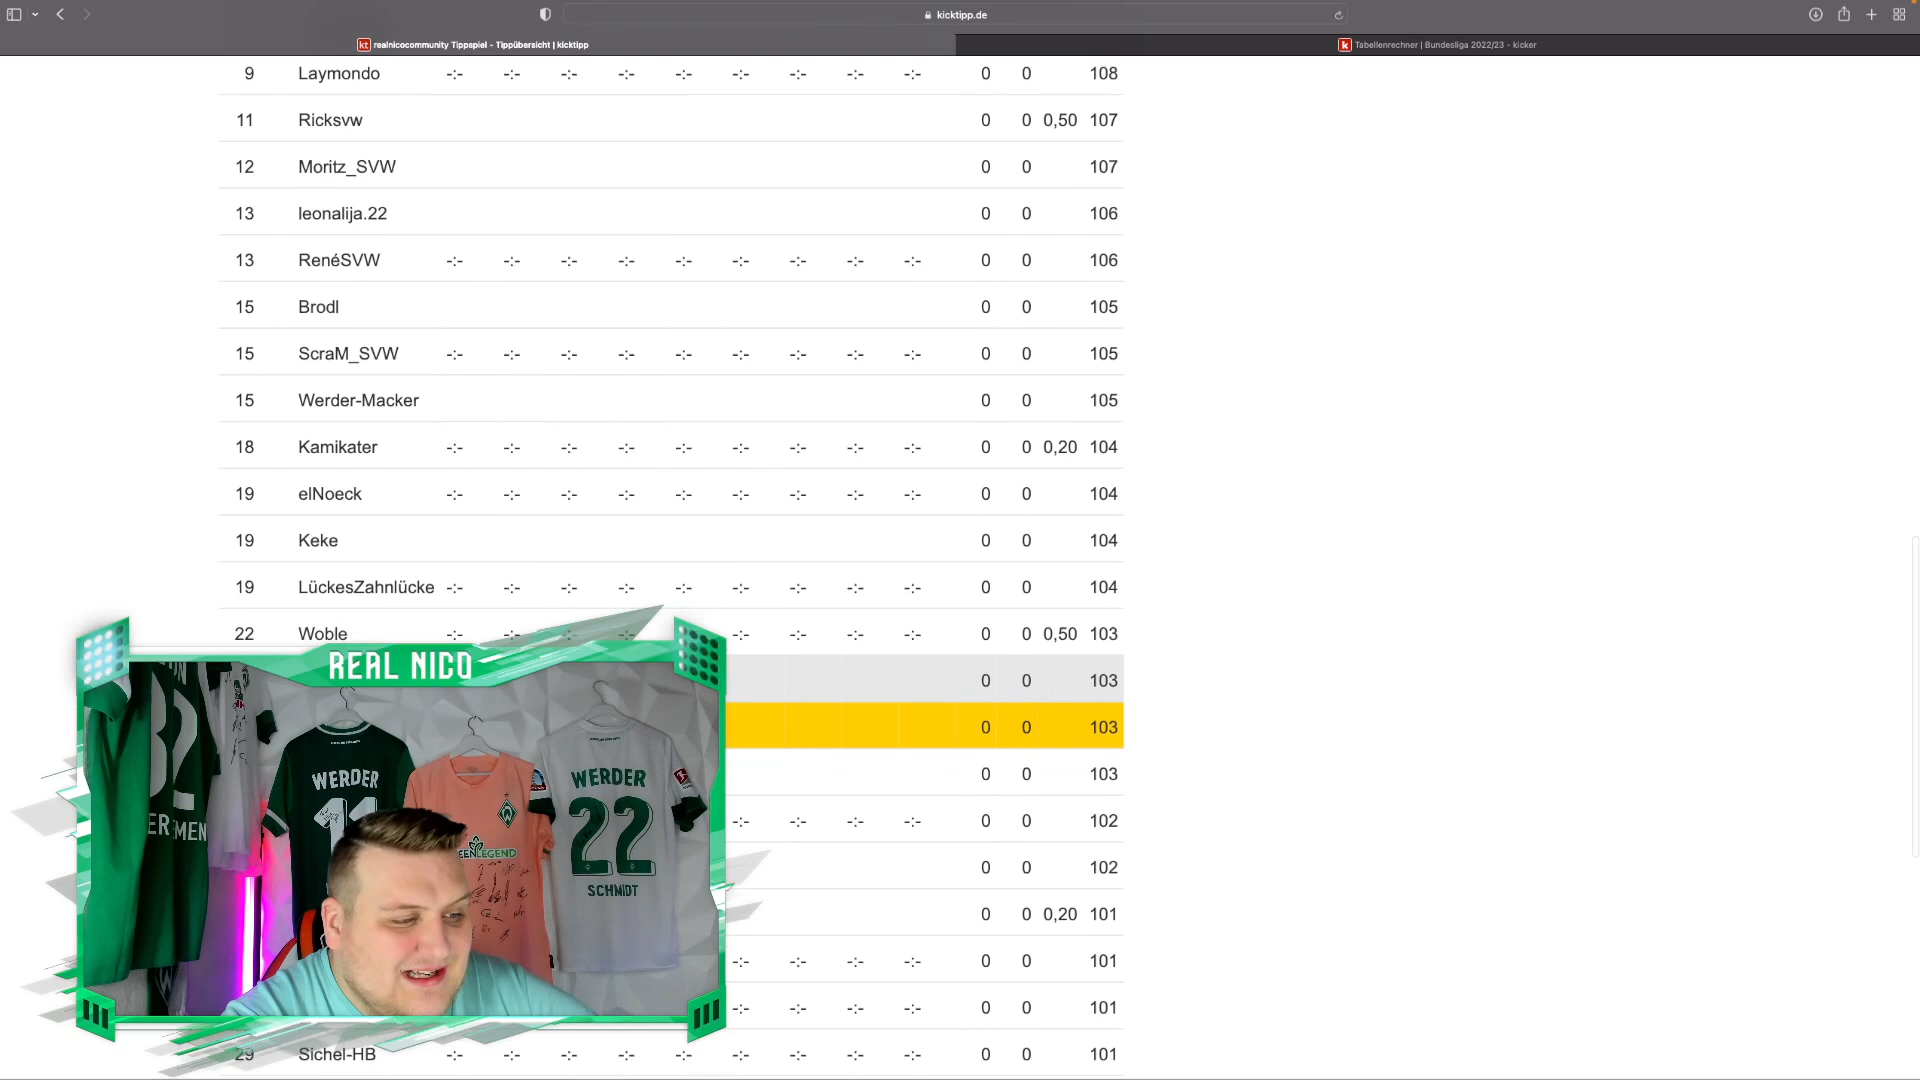 kicktipp.de
kt realnicocommunity Tippspiel - Tippübersicht | kicktipp
k Tabellenrechner | Bundesliga 2022/23 - kicker
9 Laymondo -:- -:- -:- -:- -:- -:- -:- -:- -:- 0 0 108
11 Ricksvw 0 0 0,50 107
12 Moritz_SVW 0 0 107
13 leonalija.22 0 0 106
13 RenéSVW -:- -:- -:- -:- -:- -:- -:- -:- -:- 0 0 106
15 Brodl 0 0 105
15 ScraM_SVW -:- -:- -:- -:- -:- -:- -:- -:- -:- 0 0 105
15 Werder-Macker 0 0 105
18 Kamikater -:- -:- -:- -:- -:- -:- -:- -:- -:- 0 0 0,20 104
19 elNoeck -:- -:- -:- -:- -:- -:- -:- -:- -:- 0 0 104
19 Keke 0 0 104
19 LückesZahnlücke -:- -:- -:- -:- -:- -:- -:- -:- -:- 0 0 104
22 Woble -:- -:- -:- -:- -:- -:- -:- -:- 0 0 0,50 103
0 0 103
0 0 103
0 0 103
-:- -:- -:- -:- 0 0 102
0 0 102
0 0 0,20 101
-:- -:- -:- -:- 0 0 101
-:- -:- -:- -:- 0 0 101
29 Sichel-HB -:- -:- -:- -:- -:- -:- -:- -:- -:- 0 0 101
REAL NICO
32
WERDER
11
WERDER
22
SCHMIDT